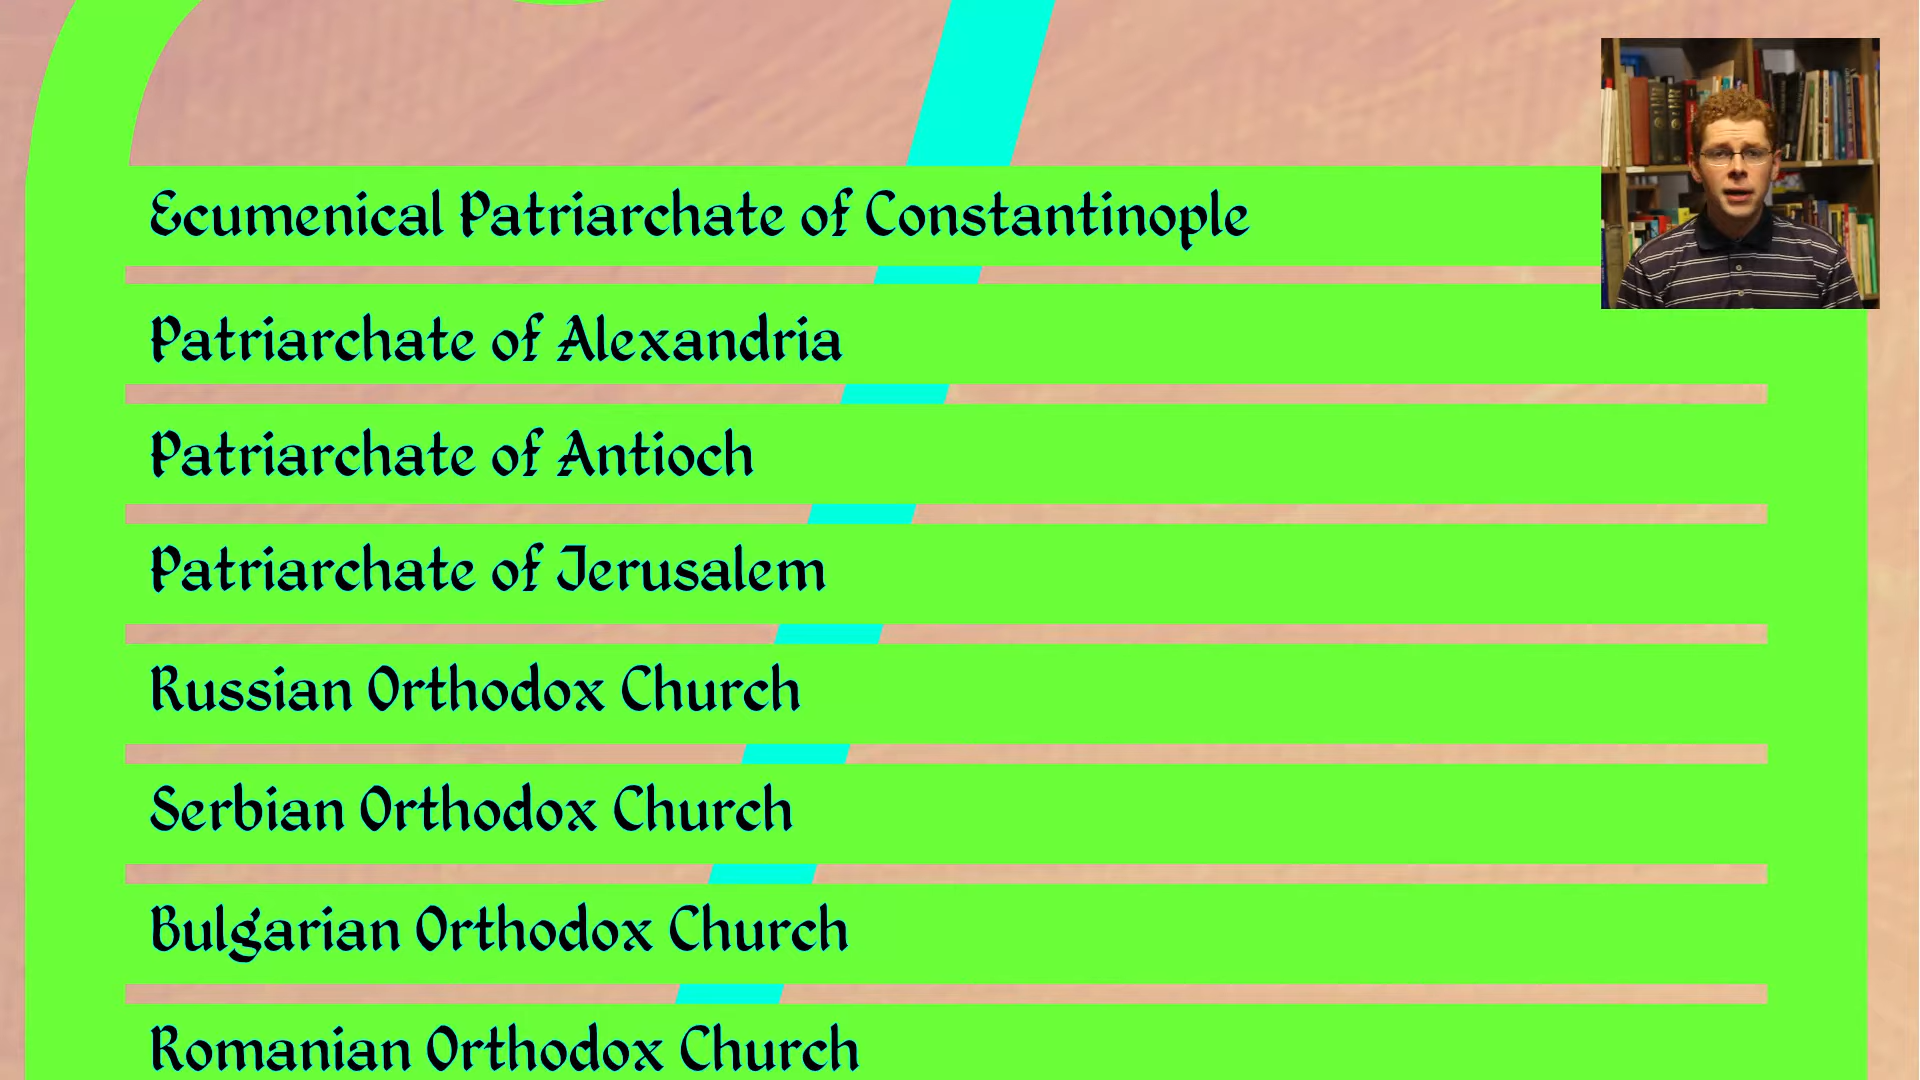 Ecumenical Patriarchate of Constantinople
Patriarchate of Alexandria
Patriarchate of Antioch
Patriarchate of Jerusalem
Russian Orthodox Church
Serbian Orthodox Church
Bulgarian Orthodox Church
Romanian Orthodox Church